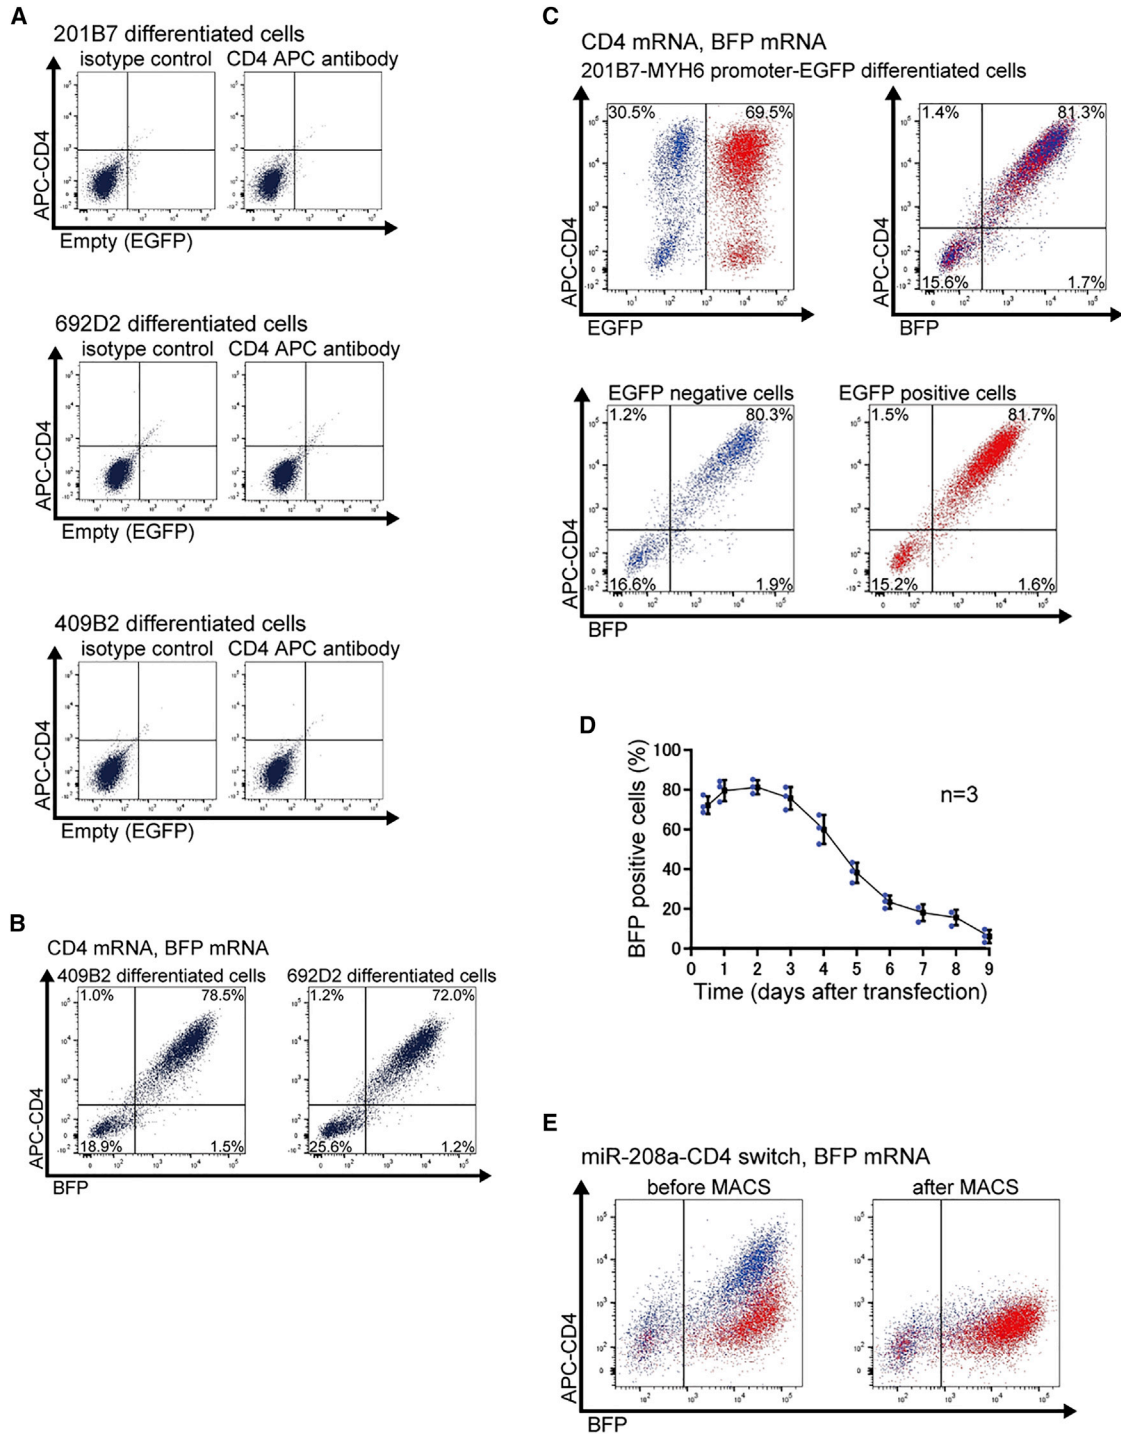 A
201B7 differentiated cells
isotype control
CD4 APC antibody
APC-CD4
Empty (EGFP)
692D2 differentiated cells
isotype control
CD4 APC antibody
APC-CD4
Empty (EGFP)
409B2 differentiated cells
isotype control
CD4 APC antibody
APC-CD4
Empty (EGFP)
B
CD4 mRNA, BFP mRNA
409B2 differentiated cells
692D2 differentiated cells
1.0%
78.5%
1.2%
72.0%
APC-CD4
18.9%
1.5%
25.6%
1.2%
BFP
C
CD4 mRNA, BFP mRNA
201B7-MYH6 promoter-EGFP differentiated cells
30.5%
69.5%
1.4%
81.3%
APC-CD4
APC-CD4
15.6%
1.7%
EGFP
BFP
EGFP negative cells
EGFP positive cells
1.2%
80.3%
1.5%
81.7%
APC-CD4
16.6%
1.9%
15.2%
1.6%
BFP
D
BFP positive cells (%)
100
80
60
40
20
0
n=3
0 1 2 3 4 5 6 7 8 9
Time (days after transfection)
E
miR-208a-CD4 switch, BFP mRNA
before MACS
after MACS
APC-CD4
BFP